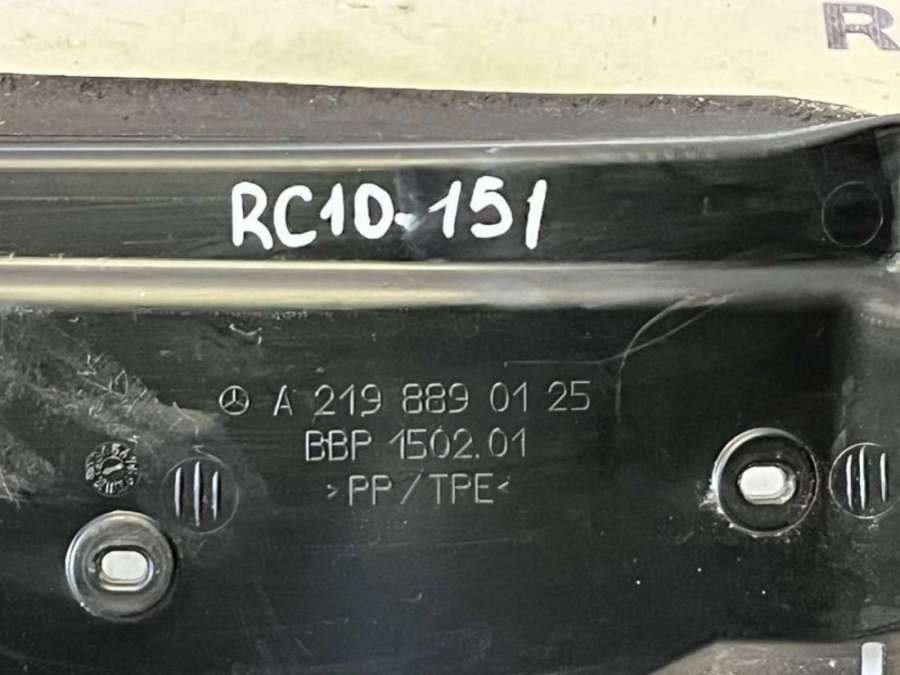 R
RC10-151
A 219 889 01 25
BBP 1502.01
>PP/TPE<